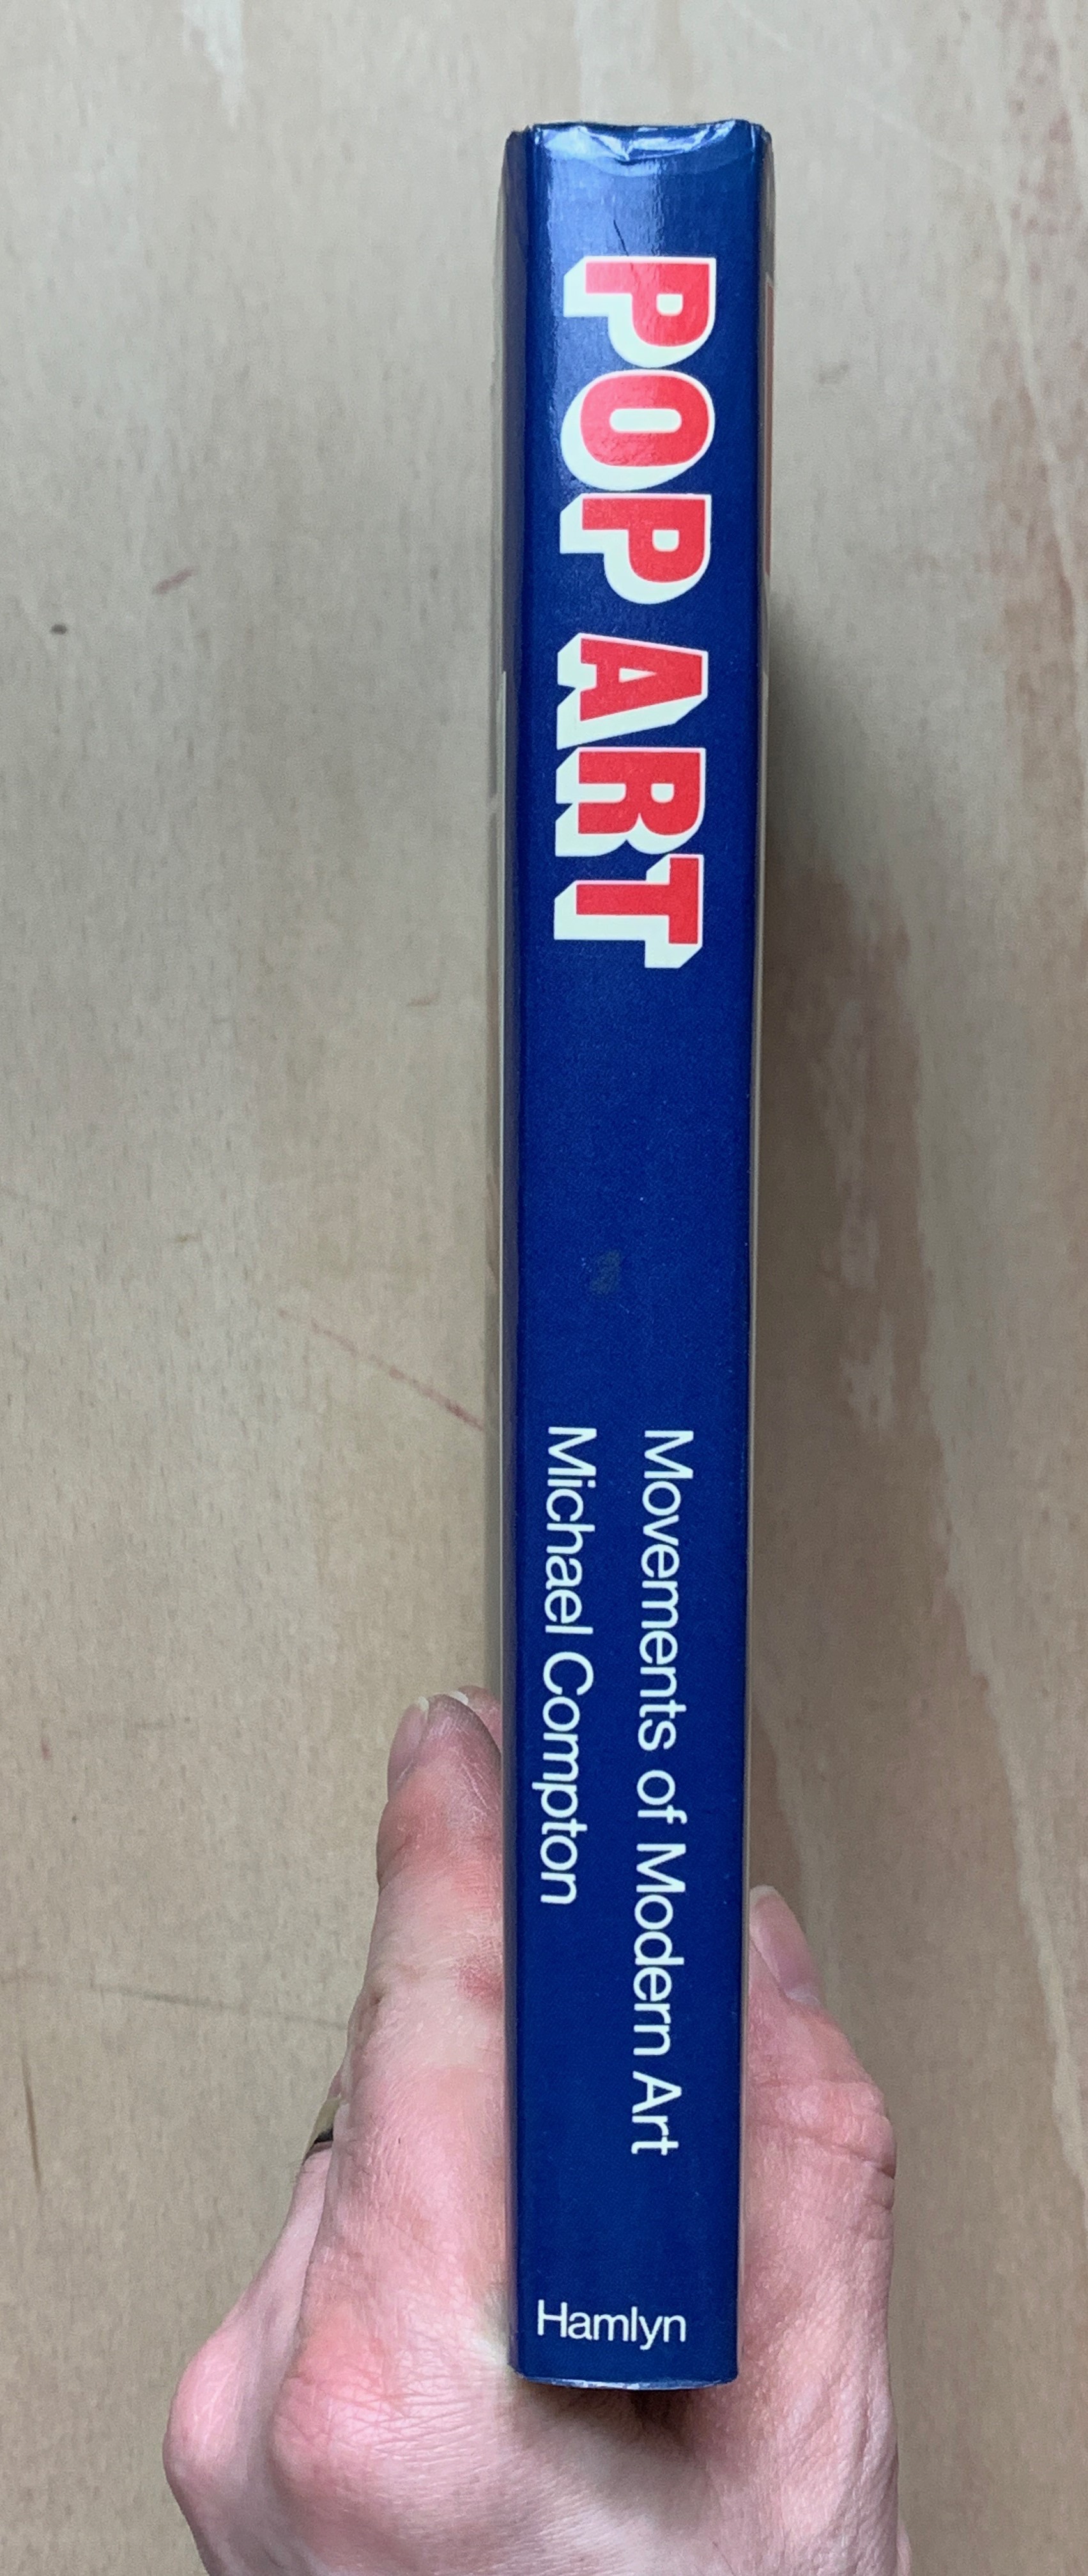 POP ART
Movements of Modern Art
Michael Compton
Hamlyn